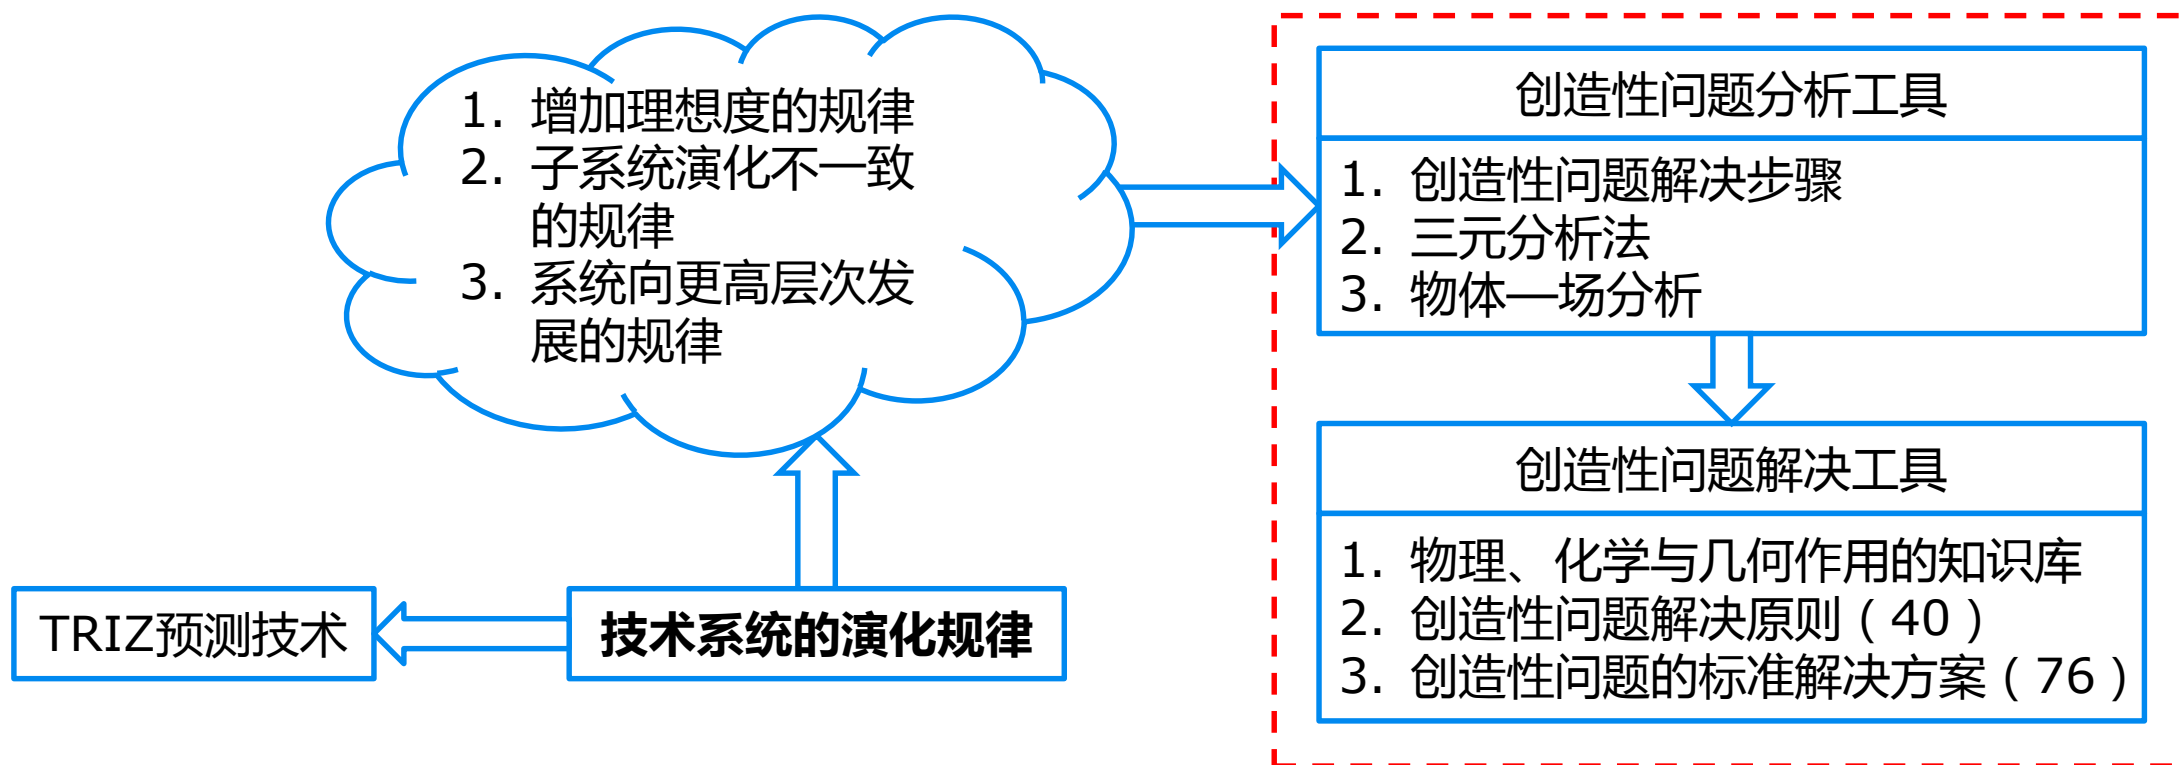 1. 增加理想度的规律
2. 子系统演化不一致
的规律
3. 系统向更高层次发
展的规律
TRIZ预测技术
技术系统的演化规律
创造性问题分析工具
1. 创造性问题解决步骤
2. 三元分析法
3. 物体—场分析
创造性问题解决工具
1. 物理、化学与几何作用的知识库
2. 创造性问题解决原则（40）
3. 创造性问题的标准解决方案（76）